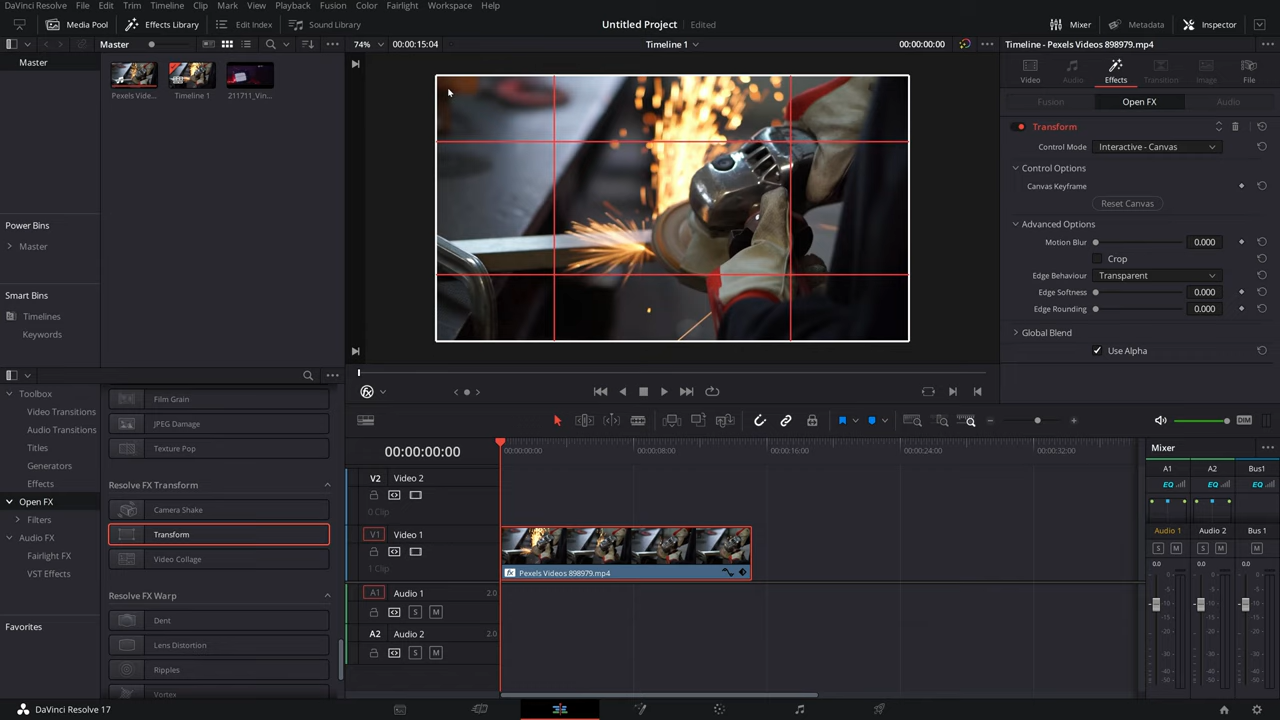 DaVinci Resolve File Edit Trim Timeline Clip Mark View Playback Fusion Color Fairlight Workspace Help
Media Pool Effects Library Edit Index Sound Library Untitled Project Edited Mixer Metadata Inspector
Master 74% 00:00:15:04 Timeline 1 00:00:00:00 Timeline - Pexels Videos 898979.mp4
Master
Pexels Vide... Timeline 1 211711_Vin...
Video Audio Effects Transition Image File
Fusion Open FX Audio
Transform
Control Mode Interactive - Canvas
Control Options
Canvas Keyframe
Reset Canvas
Advanced Options
Motion Blur 0.000
Crop
Edge Behaviour Transparent
Edge Softness 0.000
Edge Rounding 0.000
Global Blend
Use Alpha
Power Bins
Master
Smart Bins
Timelines
Keywords
Toolbox
Video Transitions
Audio Transitions
Titles
Generators
Effects
Open FX
Filters
Audio FX
Fairlight FX
VST Effects
Favorites
Film Grain
JPEG Damage
Texture Pop
Resolve FX Transform
Camera Shake
Transform
Video Collage
Resolve FX Warp
Dent
Lens Distortion
Ripples
Vortex
DIM
00:00:00:00 00:00:00:00 00:00:08:00 00:00:16:00 00:00:24:00 00:00:32:00
V2 Video 2
0 Clip
V1 Video 1
1 Clip
Pexels Videos 898979.mp4
A1 Audio 1 2.0
S M
A2 Audio 2 2.0
S M
Mixer
A1 A2 Bus1
EQ EQ EQ
Audio 1 Audio 2 Bus 1
S M S M M
0.0 0.0 0.0
DaVinci Resolve 17